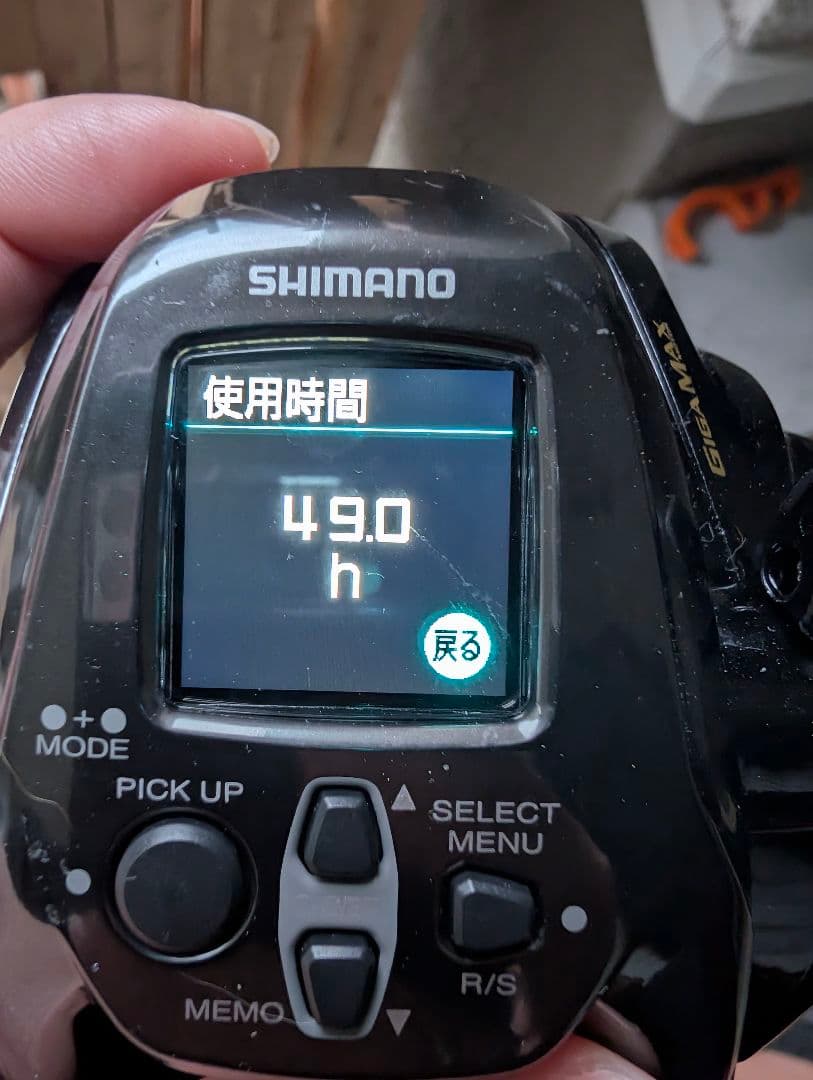 SHIMANO
GIGAMAX
使用時間
49.0
h
戻る
●+●
MODE
PICK UP
▲
SELECT
MENU
R/S
MEMO
▼